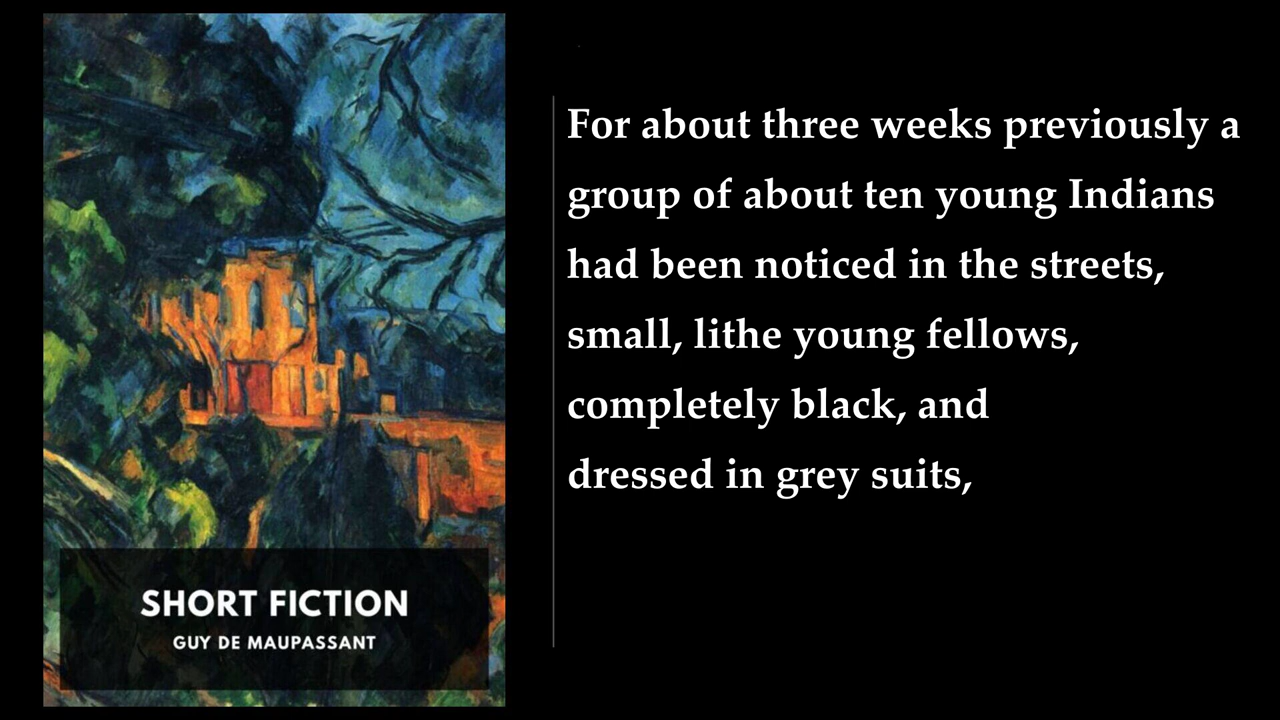 SHORT FICTION
GUY DE MAUPASSANT
For about three weeks previously a
group of about ten young Indians
had been noticed in the streets,
small, lithe young fellows,
completely black, and
dressed in grey suits,